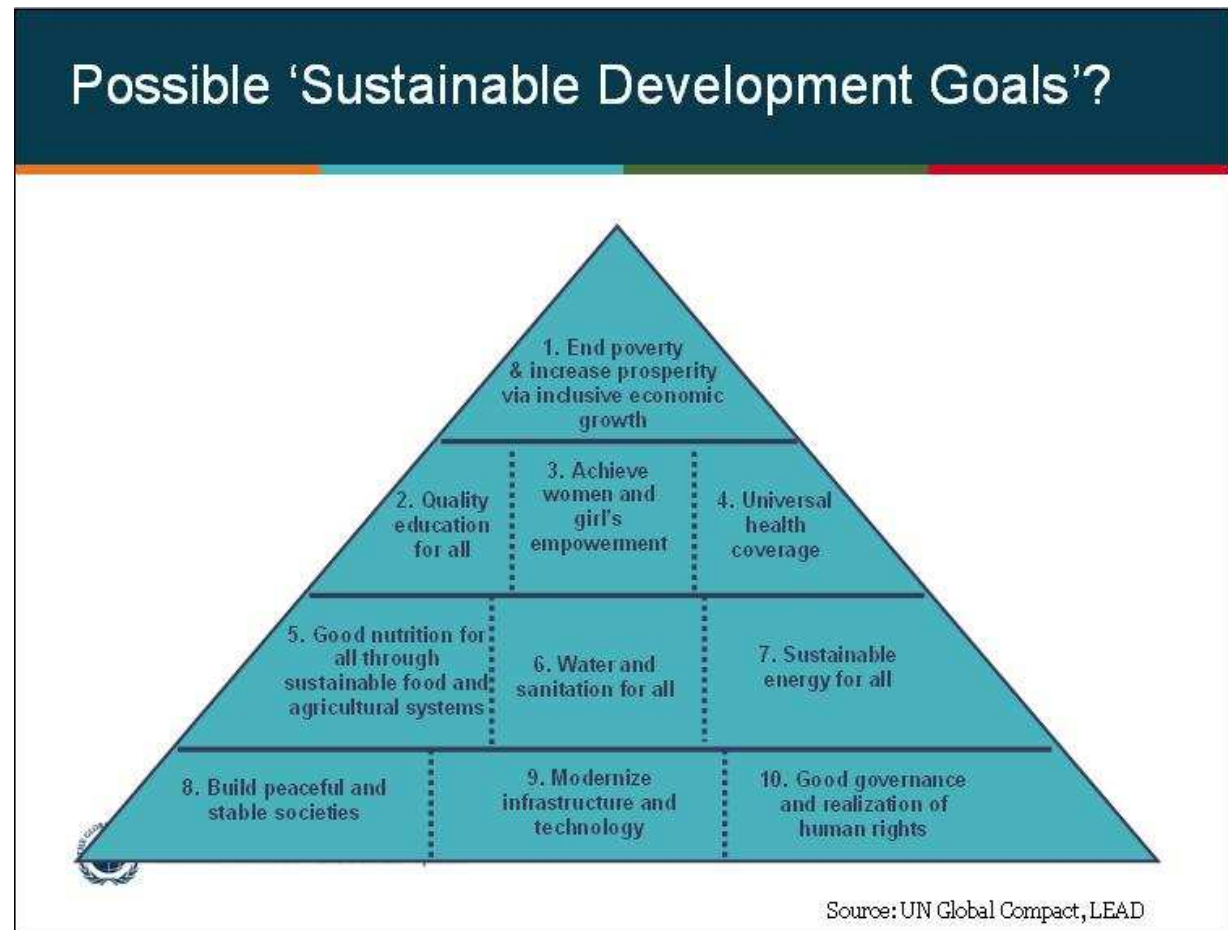 Possible ‘Sustainable Development Goals’?
1. End poverty
& increase prosperity
via inclusive economic
growth
2. Quality
education
for all
3. Achieve
women and
girl's
empowerment
4. Universal
health
coverage
5. Good nutrition for
all through
sustainable food and
agricultural systems
6. Water and
sanitation for all
7. Sustainable
energy for all
8. Build peaceful and
stable societies
9. Modernize
infrastructure and
technology
10. Good governance
and realization of
human rights
Source: UN Global Compact, LEAD